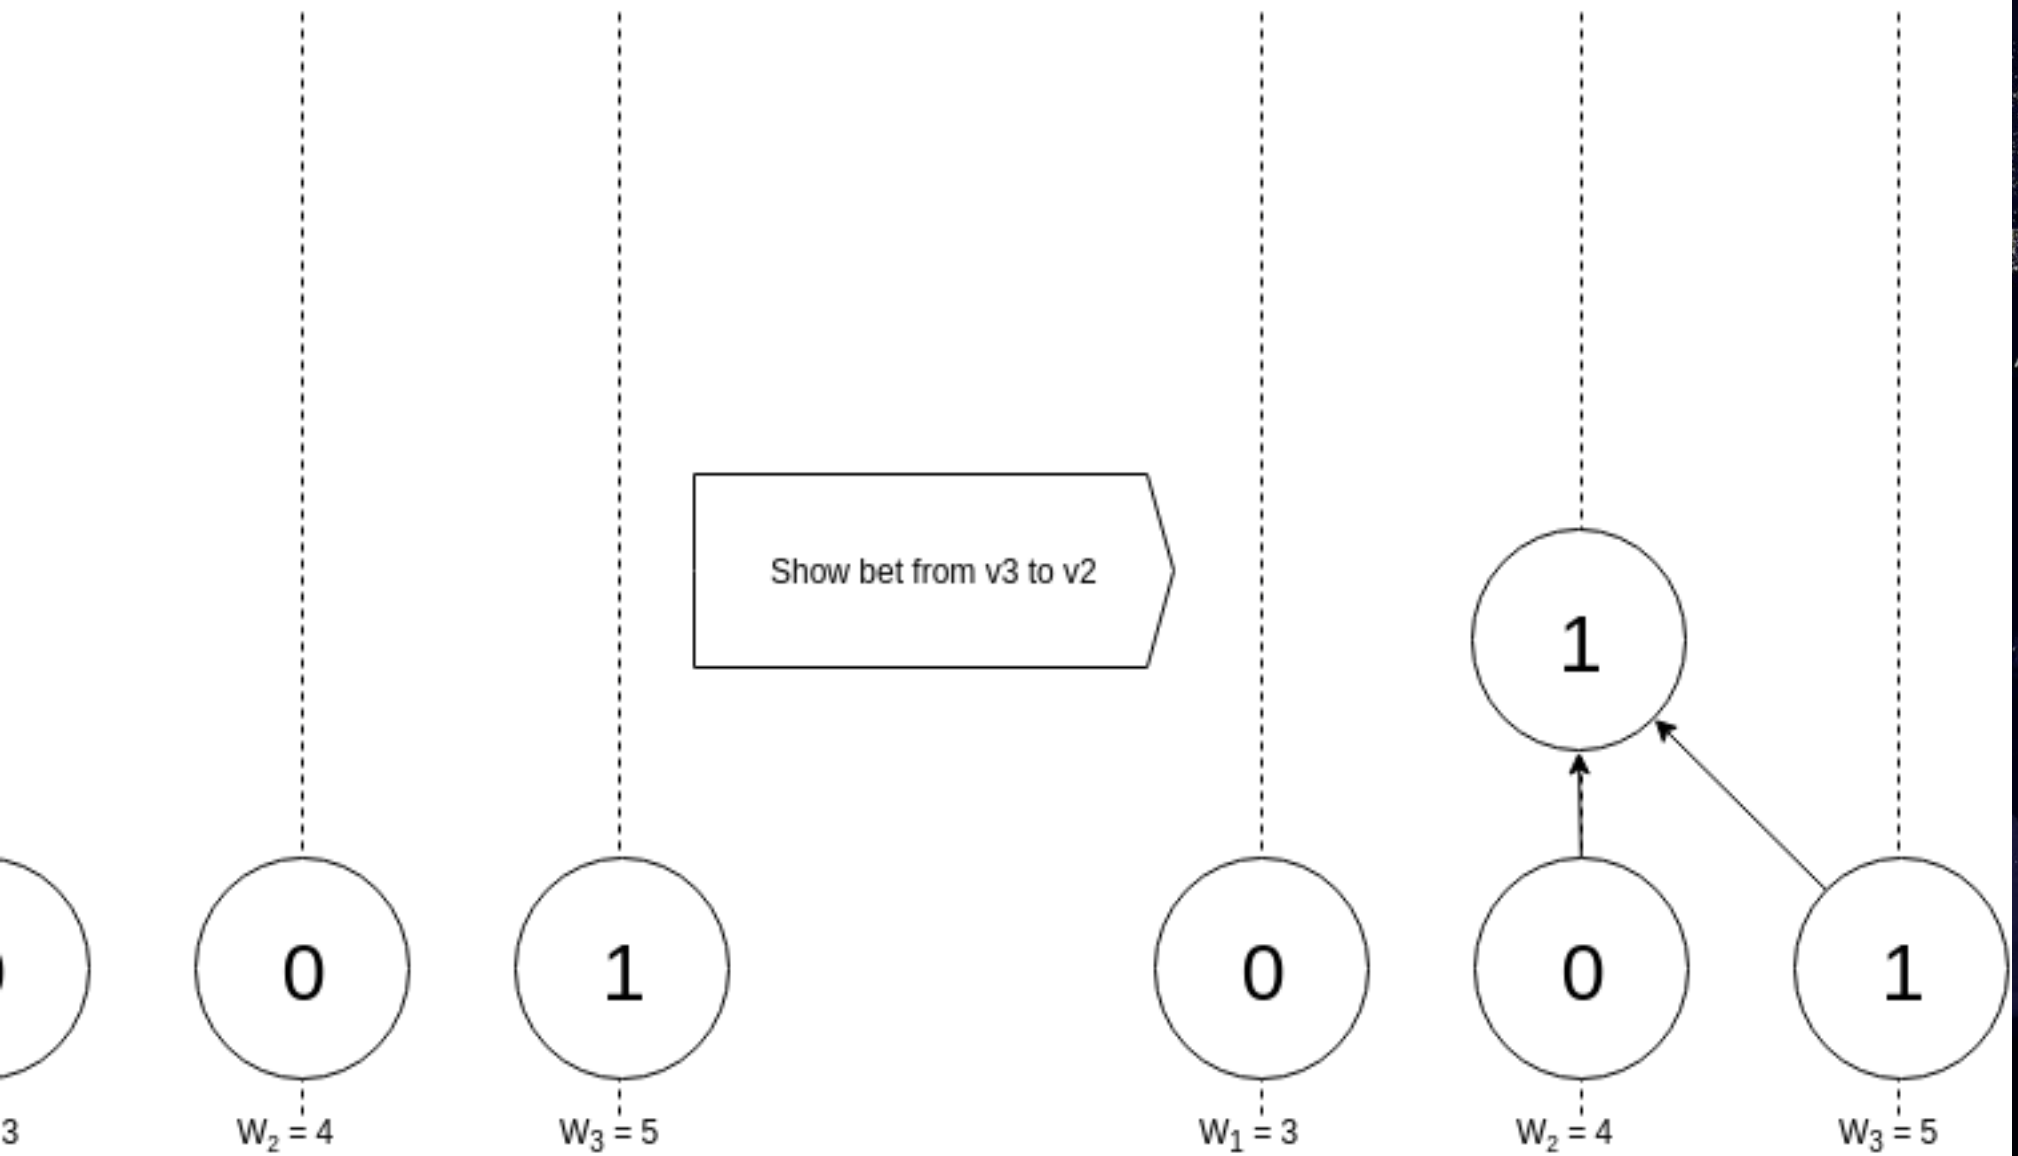 Show bet from v3 to v2
1
0 1 0 0 1
3 W₂ = 4 W₃ = 5 W₁ = 3 W₂ = 4 W₃ = 5